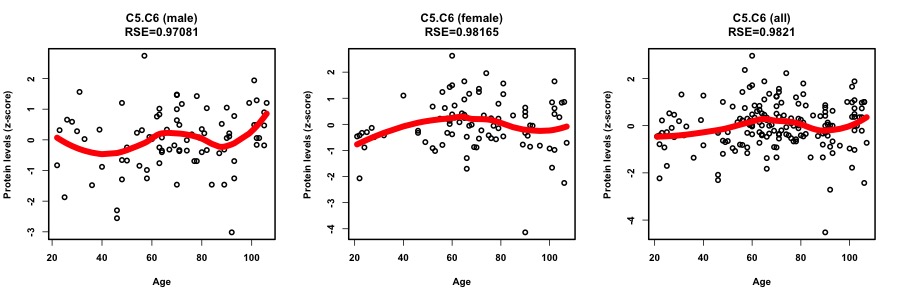 C5.C6 (male)
RSE=0.97081
Protein levels (z-score)
2
1
0
-1
-2
-3
20 40 60 80 100
Age
C5.C6 (female)
RSE=0.98165
Protein levels (z-score)
2
1
0
-1
-2
-3
-4
20 40 60 80 100
Age
C5.C6 (all)
RSE=0.9821
Protein levels (z-score)
2
0
-2
-4
20 40 60 80 100
Age